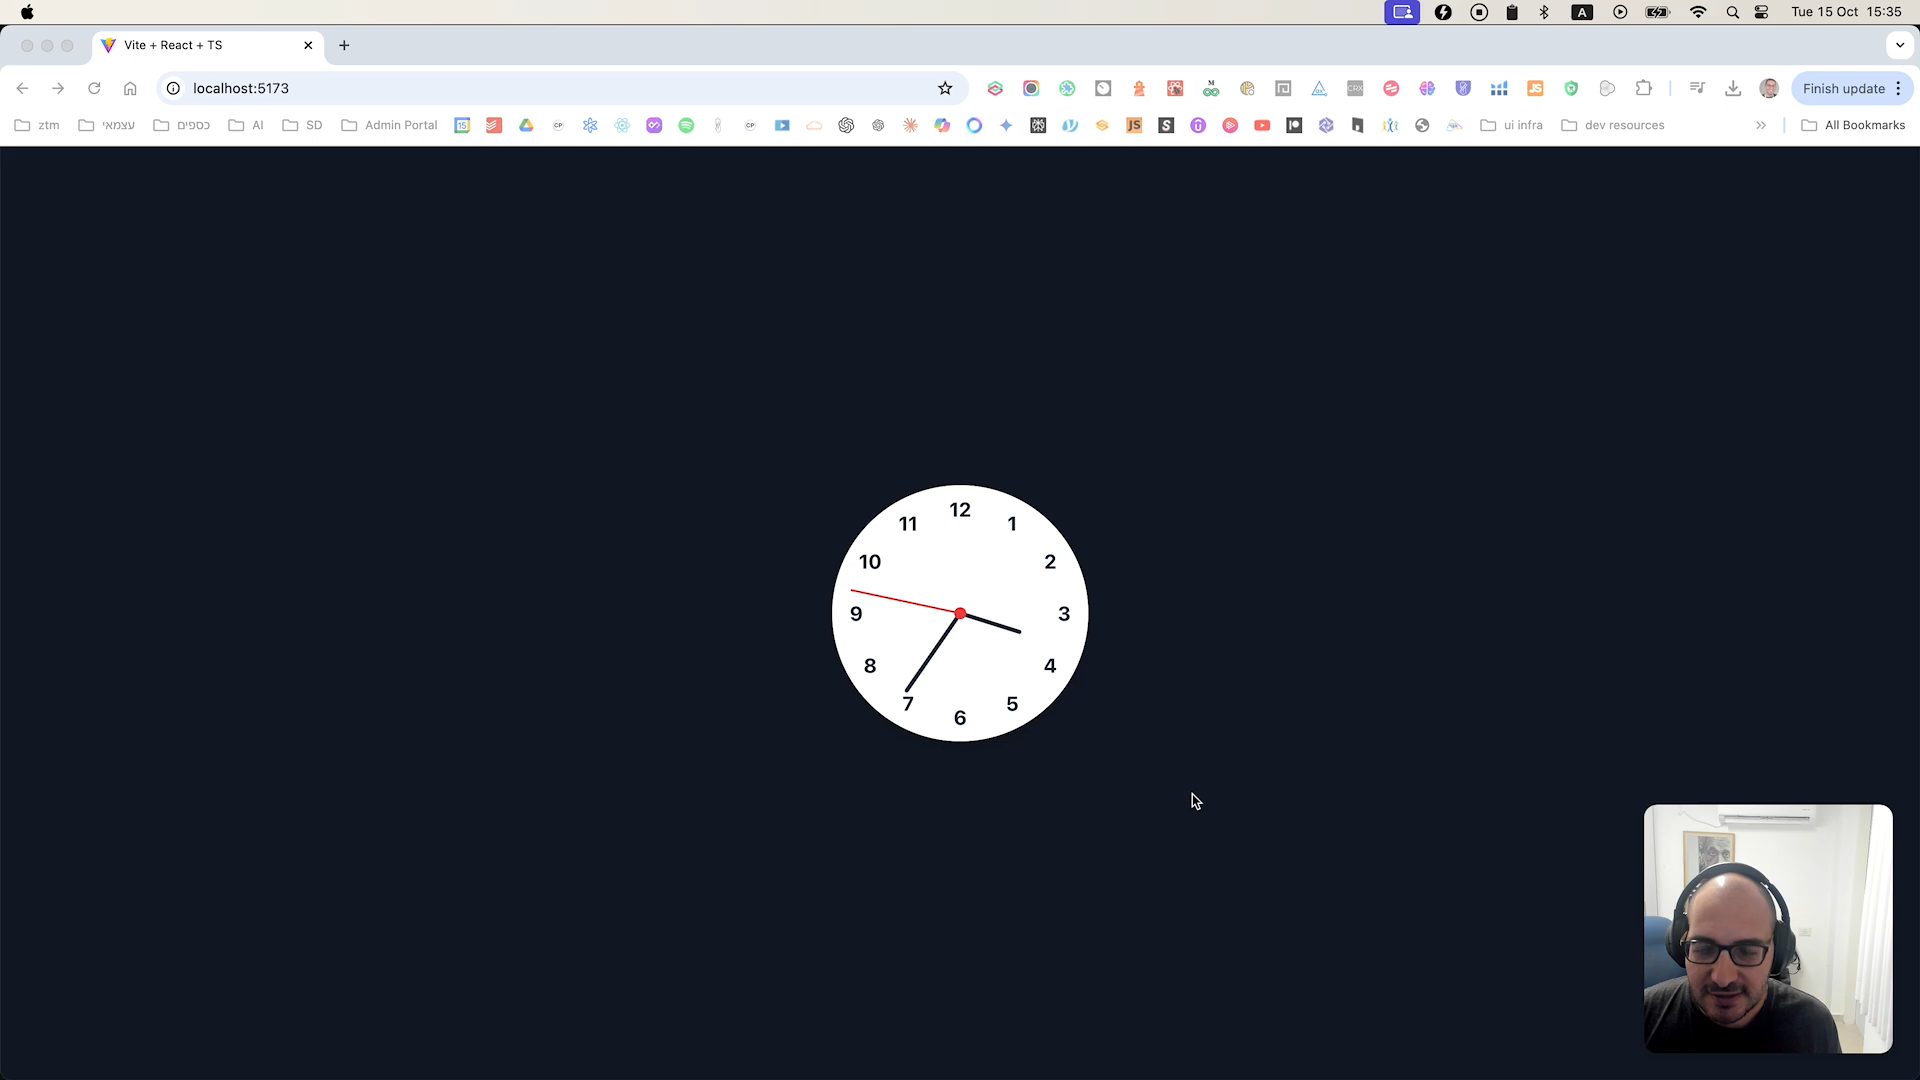 Tue 15 Oct 15:35
Vite + React + TS
localhost:5173
Finish update
ztm עצמאי כספים AI SD Admin Portal ui infra dev resources All Bookmarks
12
11 1
10 2
9 3
8 4
7 5
6